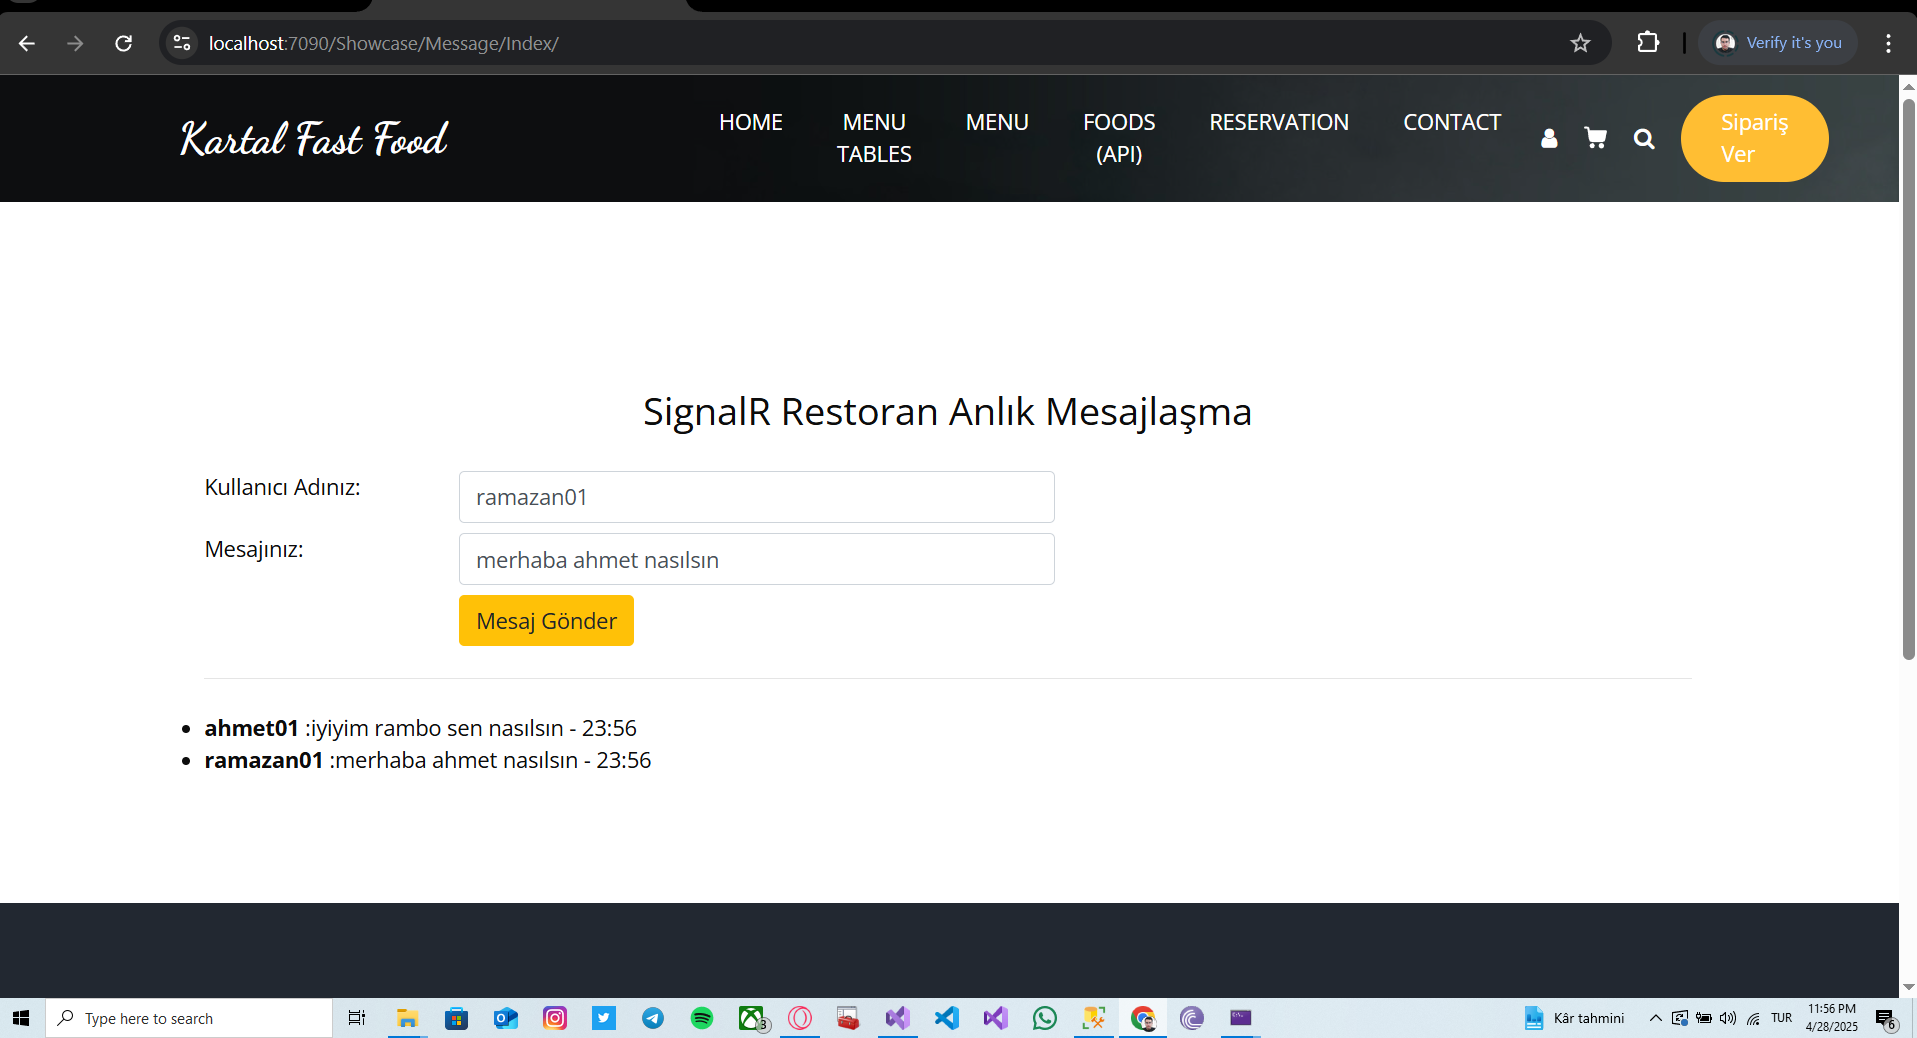 localhost:7090/Showcase/Message/Index/
Verify it's you
Kartal Fast Food
HOME
MENU
TABLES
MENU
FOODS
(API)
RESERVATION
CONTACT
Sipariş
Ver
SignalR Restoran Anlık Mesajlaşma
Kullanıcı Adınız:
ramazan01
Mesajınız:
merhaba ahmet nasılsın
Mesaj Gönder
ahmet01 :iyiyim rambo sen nasılsın - 23:56
ramazan01 :merhaba ahmet nasılsın - 23:56
Type here to search
3
Kâr tahmini
TUR
11:56 PM
4/28/2025
6